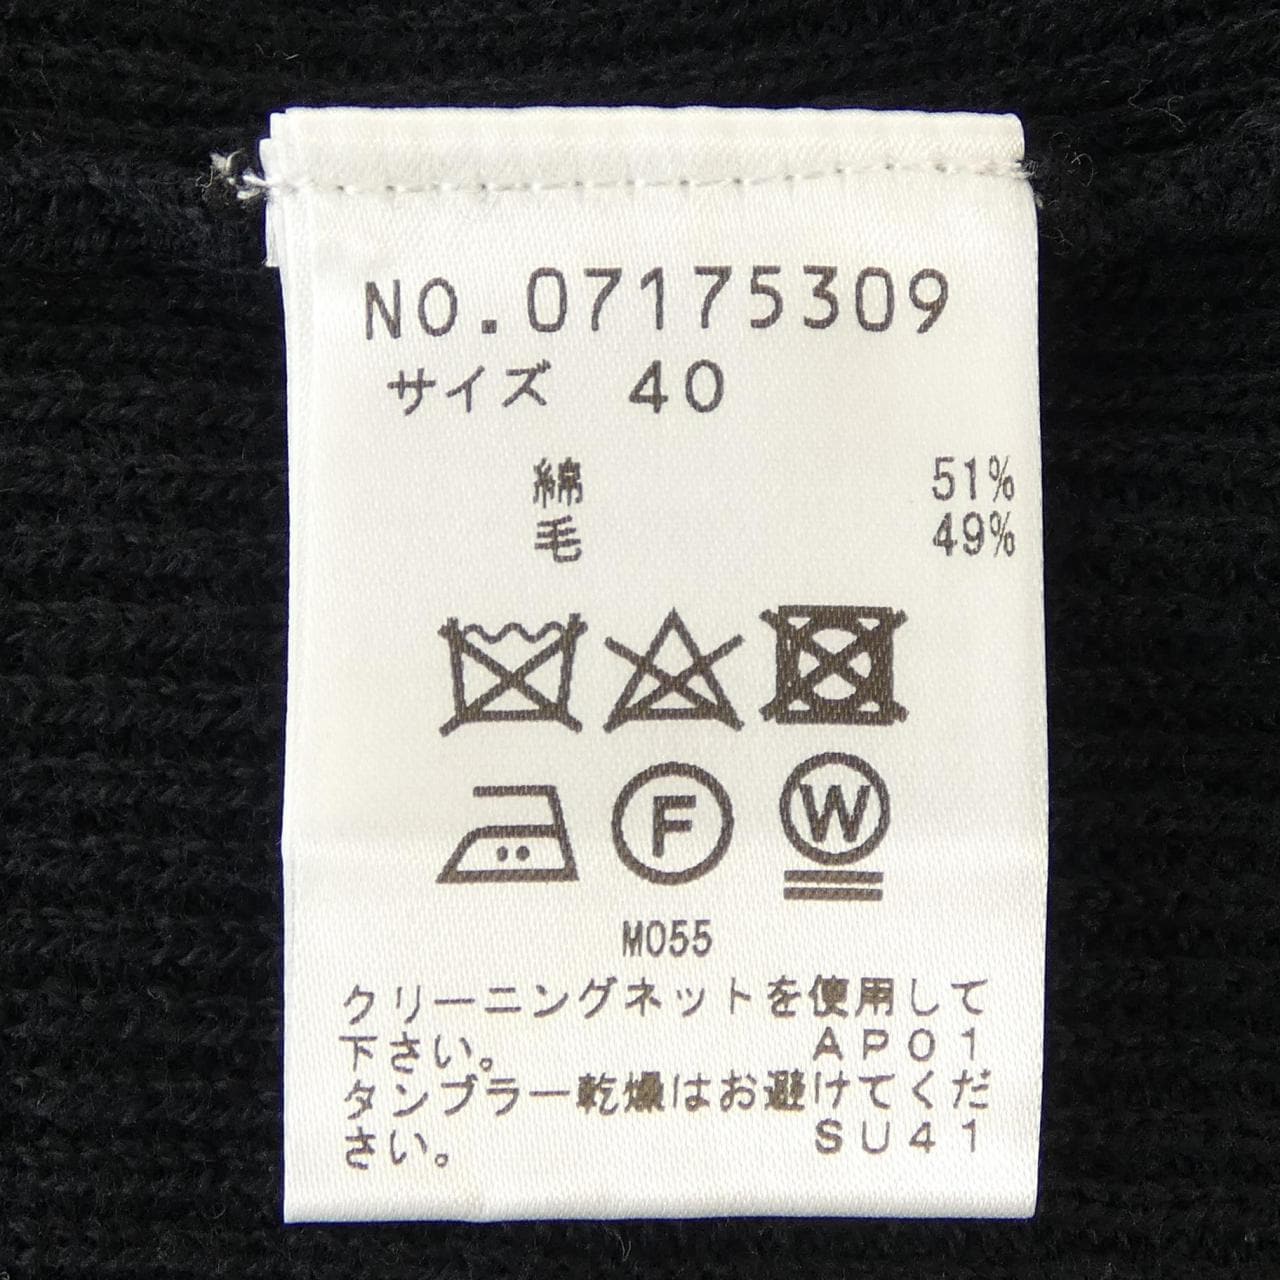 NO.07175309
サイズ 40
綿 51%
毛 49%
F W
M055
クリーニングネットを使用して
下さい。 AP01
タンブラー乾燥はお避けくだ
さい。 SU41